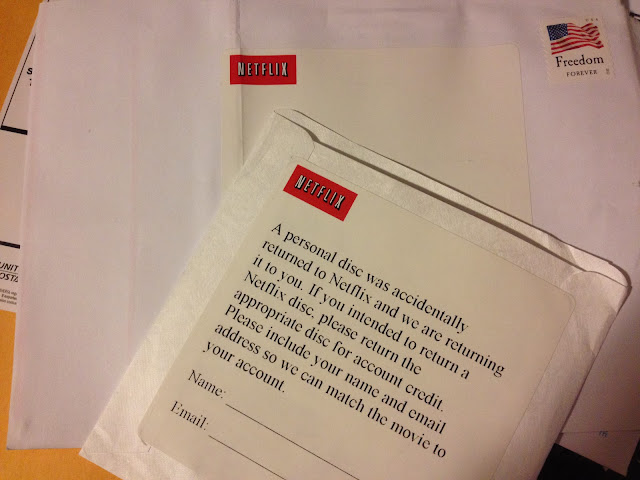 NETFLIX
Freedom
FOREVER
NETFLIX
A personal disc was accidentally
returned to Netflix and we are returning
it to you. If you intended to return a
Netflix disc, please return the
appropriate disc for account credit.
Please include your name and email
address so we can match the movie to
your account.
Name:
Email:
UNIT
POSTA